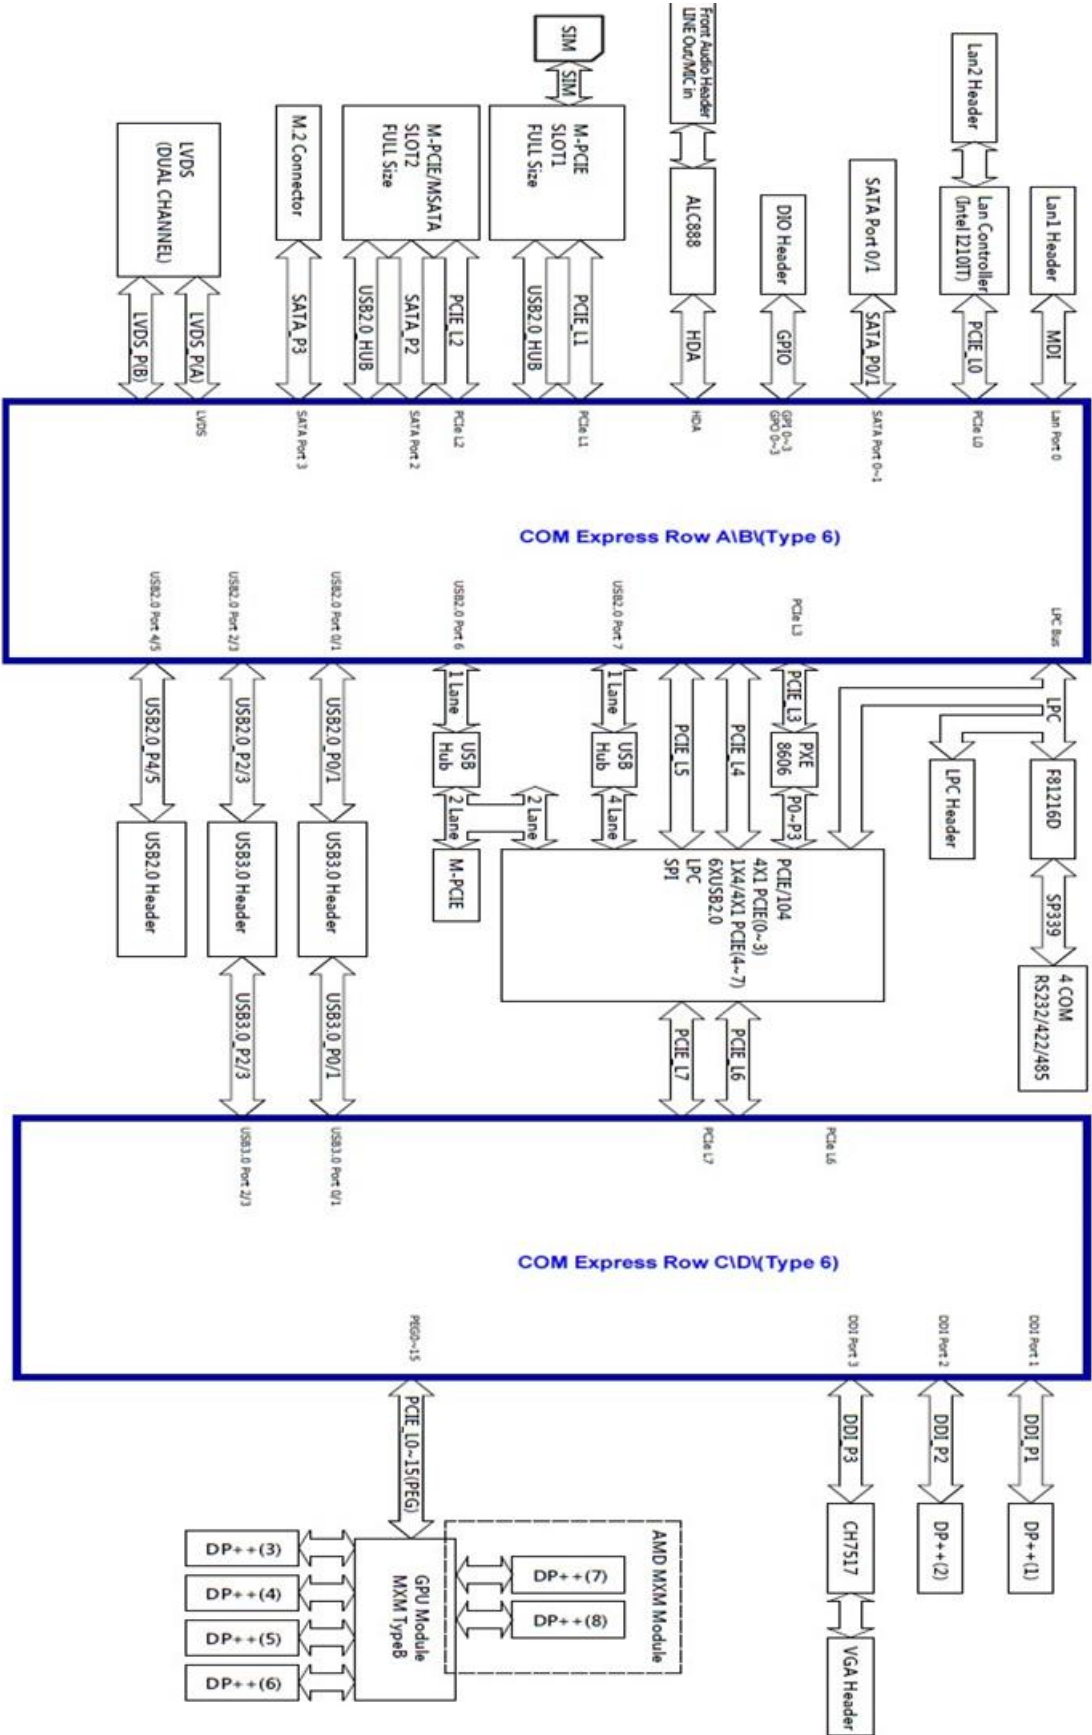 SIM
SIM
Front Audio Header
LINE Out/MIC in
Lan2 Header
M.2 Connector
M-PCIE/MSATA
SLOT2
FULL Size
M-PCIE
SLOT1
FULL Size
LVDS
(DUAL CHANNEL)
ALC888
DIO Header
SATA Port 0/1
Lan Controller
(Intel I210IT)
Lan1 Header
LVDS_P(B)
LVDS_P(A)
SATA_P3
USB2.0_HUB
SATA_P2
PCIE_L2
USB2.0_HUB
PCIE_L1
HDA
GPIO
SATA_P0/1
PCIE_L0
MDI
LVDS
SATA Port 3
SATA Port 2
PCIe L2
PCIe L1
HDA
GPI 0~3
GPO 0~3
SATA Port 0~1
PCIe L0
Lan Port 0
COM Express Row A\B\(Type 6)
USB2.0 Port 4/5
USB2.0 Port 2/3
USB2.0 Port 0/1
USB2.0 Port 6
USB2.0 Port 7
PCIe L3
LPC Bus
USB2.0_P4/5
USB2.0_P2/3
USB2.0_P0/1
1 Lane
1 Lane
PCIE_L5
PCIE_L4
PCIE_L3
LPC
USB
Hub
USB
Hub
PXE
8606
LPC Header
F81216D
2 Lane
2 Lane
4 Lane
P0~P3
USB2.0 Header
USB3.0 Header
USB3.0 Header
M-PCIE
PCIE/104
4X1 PCIE(0~3)
1X4/4X1 PCIE(4~7)
6XUSB2.0
LPC
SPI
SP339
4 COM
RS232/422/485
USB3.0_P2/3
USB3.0_P0/1
PCIE_L7
PCIE_L6
USB3.0 Port 2/3
USB3.0 Port 0/1
PCIe L7
PCIe L6
COM Express Row C\D\(Type 6)
PEG0~15
DDI Port 3
DDI Port 2
DDI Port 1
PCIE_L0~15(PEG)
DDI_P3
DDI_P2
DDI_P1
CH7517
DP++(2)
DP++(1)
AMD MXM Module
GPU Module
MXM TypeB
DP++(3)
DP++(4)
DP++(5)
DP++(6)
DP++(7)
DP++(8)
VGA Header